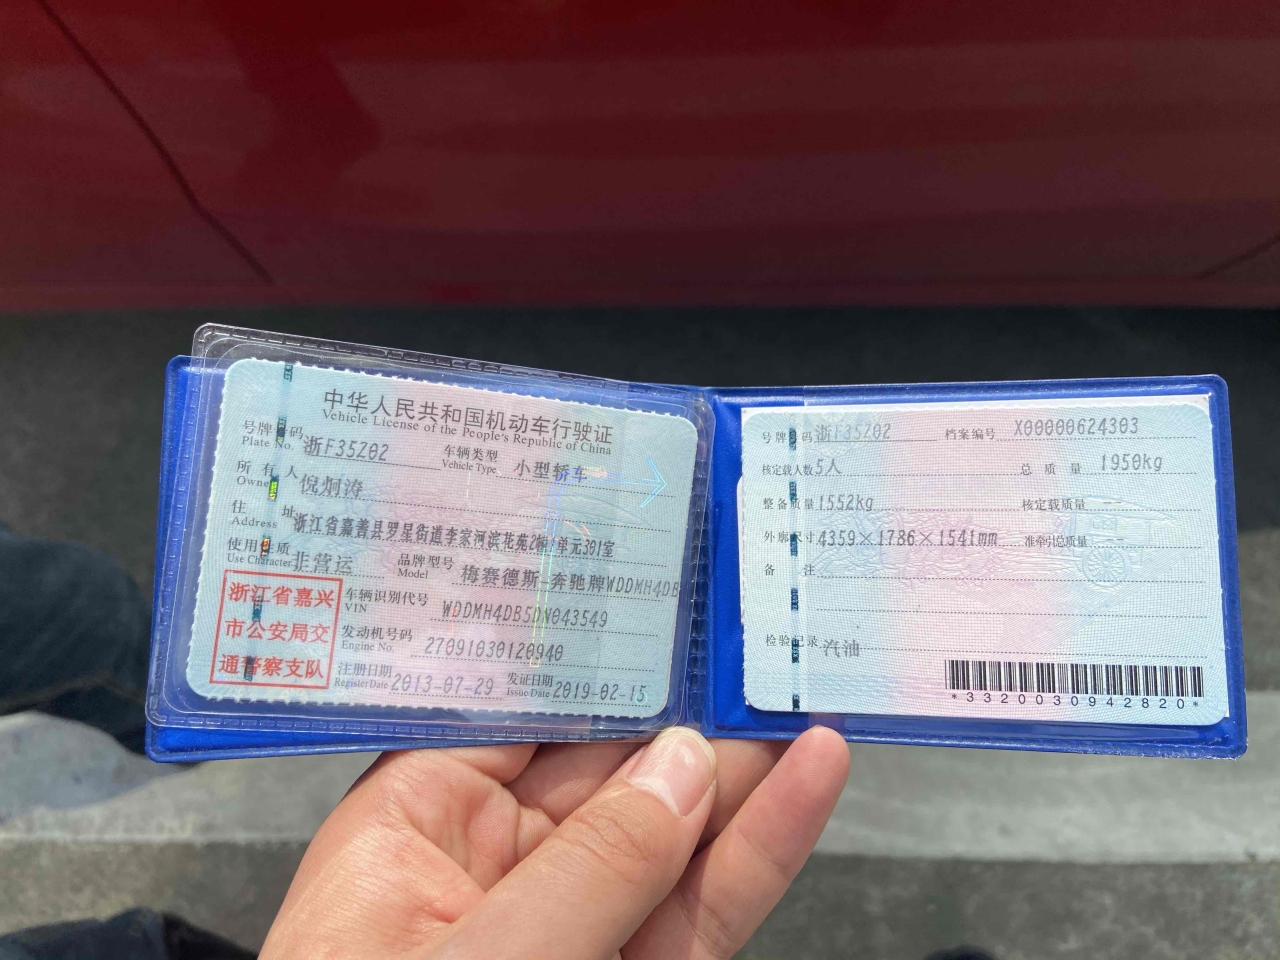 中华人民共和国机动车行驶证
Vehicle License of the People's Republic of China
号牌号码 浙F35Z02 车辆类型 小型轿车
Plate No. Vehicle Type
所有人 倪炯涛
Owner
住址 浙江省嘉善县罗星街道李家河滨花苑2幢 单元301室
Address
使用性质 非营运 品牌型号 梅赛德斯-奔驰牌WDDMH4DB
Use Character Model
浙江省嘉兴
市公安局交
通警察支队
车辆识别代号 WDDMH4DB5DN043549
VIN
发动机号码 27091030120940
Engine No.
注册日期 2013-07-29 发证日期 2019-02-15
Register Date Issue Date
号牌号码 浙F35Z02 档案编号 X00000624303
核定载人数 5人 总质量 1950kg
整备质量 1552kg 核定载质量 --
外廓尺寸 4359×1786×1541mm 准牵引总质量 --
备注
检验记录 汽油
*3320030942820*